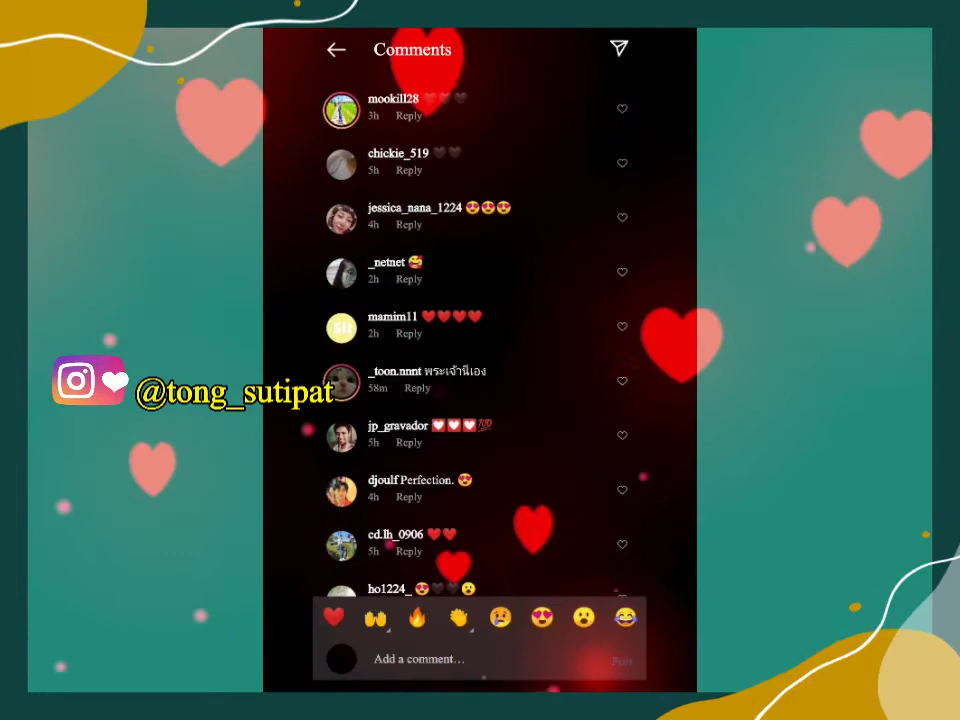 Comments
mookill28 ❤️🖤🖤
3h Reply
chickie_519 🖤🖤
5h Reply
jessica_nana_1224 😍😍😍
4h Reply
_netnet 🥰
2h Reply
mamim11 ❤️❤️❤️❤️
2h Reply
_toon.nnnt พระเจ้านี่เอง
58m Reply
@tong_sutipat
jp_gravador 💟💟💟💯
5h Reply
djoulf Perfection. 😍
4h Reply
cd.lh_0906 ❤️❤️
5h Reply
ho1224_ 😍🖤🖤😮
Add a comment…
Post